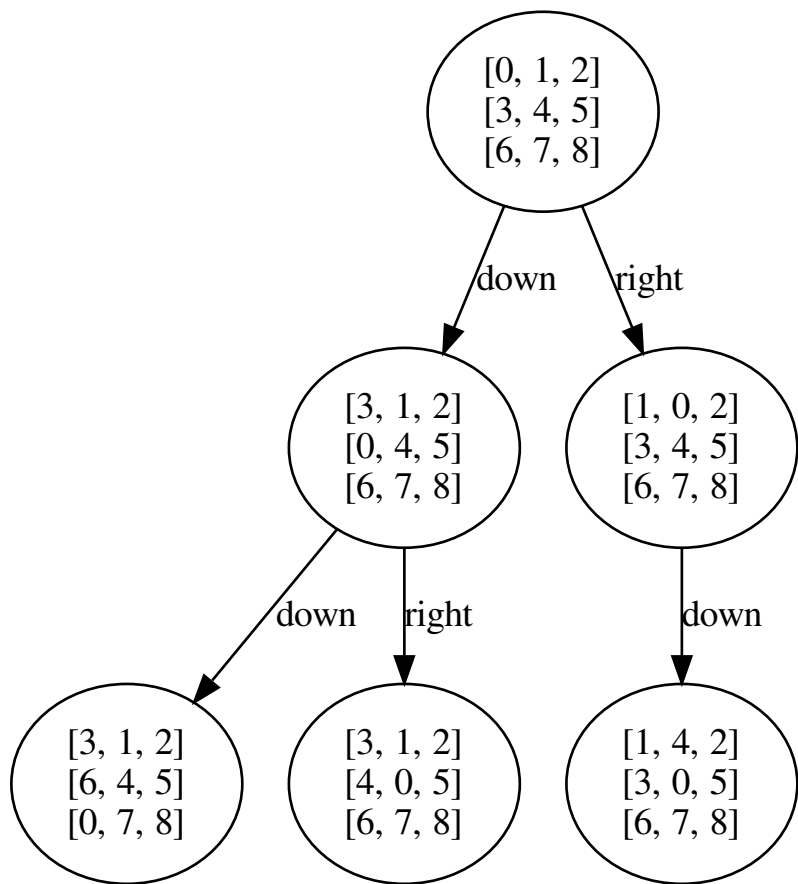 [0, 1, 2]
[3, 4, 5]
[6, 7, 8]
down
right
[3, 1, 2]
[0, 4, 5]
[6, 7, 8]
[1, 0, 2]
[3, 4, 5]
[6, 7, 8]
down
right
down
[3, 1, 2]
[6, 4, 5]
[0, 7, 8]
[3, 1, 2]
[4, 0, 5]
[6, 7, 8]
[1, 4, 2]
[3, 0, 5]
[6, 7, 8]